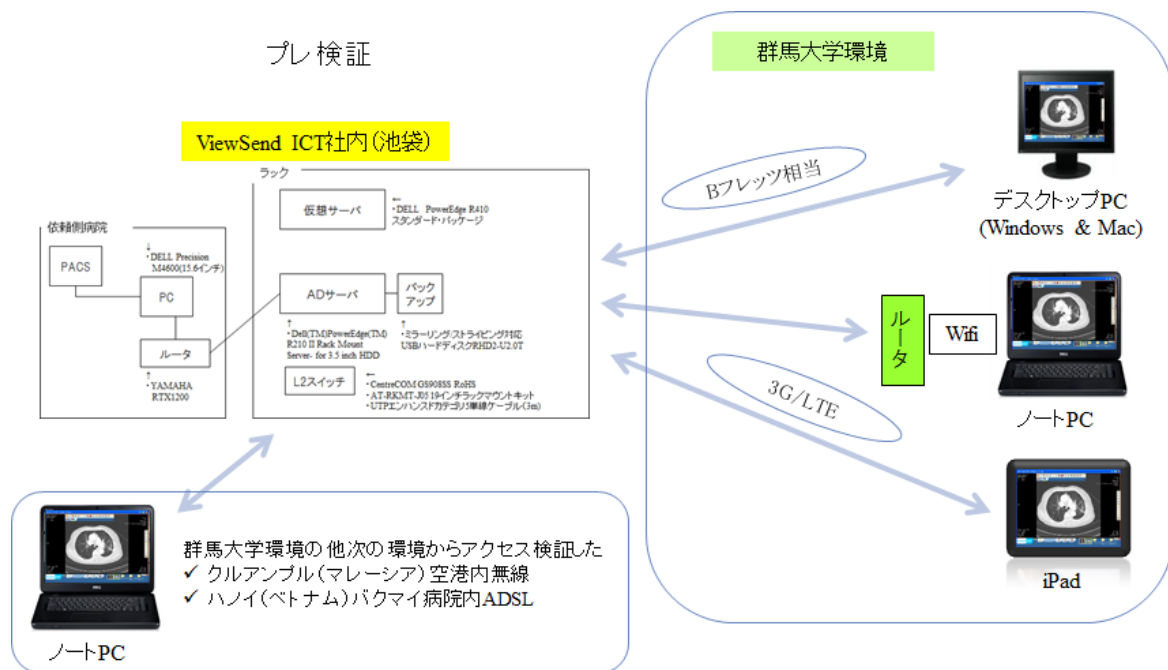 プレ検証
ViewSend ICT社内(池袋)
依頼側病院
PACS
↓
・DELL Precision
M4600(15.6インチ)
PC
ルータ
↑
・YAMAHA
RTX1200
ラック
仮想サーバ
←
・DELL PowerEdge R410
スタンダード・パッケージ
ADサーバ
バック
アップ
↑
・Dell(TM)PowerEdge(TM)
R210 II Rack Mount
Server- for 3.5 inch HDD
↑
・ミラーリング/ストライピング対応
USBハードディスクRHD2-U2.0T
L2スイッチ
←
・CentreCOM GS908SS RoHS
・AT-RKMT-J05 19インチラックマウントキット
・UTPエンハンスドカテゴリ5単線ケーブル(3m)
群馬大学環境
Bフレッツ相当
デスクトップPC
(Windows & Mac)
ルータ
Wifi
ノートPC
3G/LTE
iPad
群馬大学環境の他次の環境からアクセス検証した
✓ クルアンプル(マレーシア)空港内無線
✓ ハノイ(ベトナム)バクマイ病院内ADSL
ノートPC